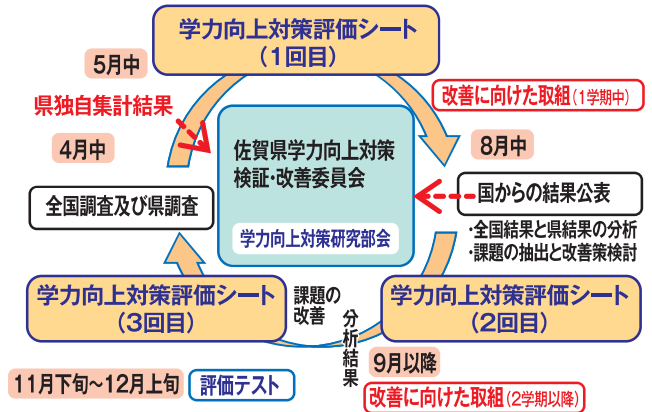 学力向上対策評価シート
(1回目)
5月中
県独自集計結果
改善に向けた取組(1学期中)
4月中
佐賀県学力向上対策
検証・改善委員会
8月中
全国調査及び県調査
国からの結果公表
学力向上対策研究部会
・全国結果と県結果の分析
・課題の抽出と改善策検討
学力向上対策評価シート
(3回目)
課題の
改善
分析結果
学力向上対策評価シート
(2回目)
9月以降
11月下旬～12月上旬
評価テスト
改善に向けた取組(2学期以降)